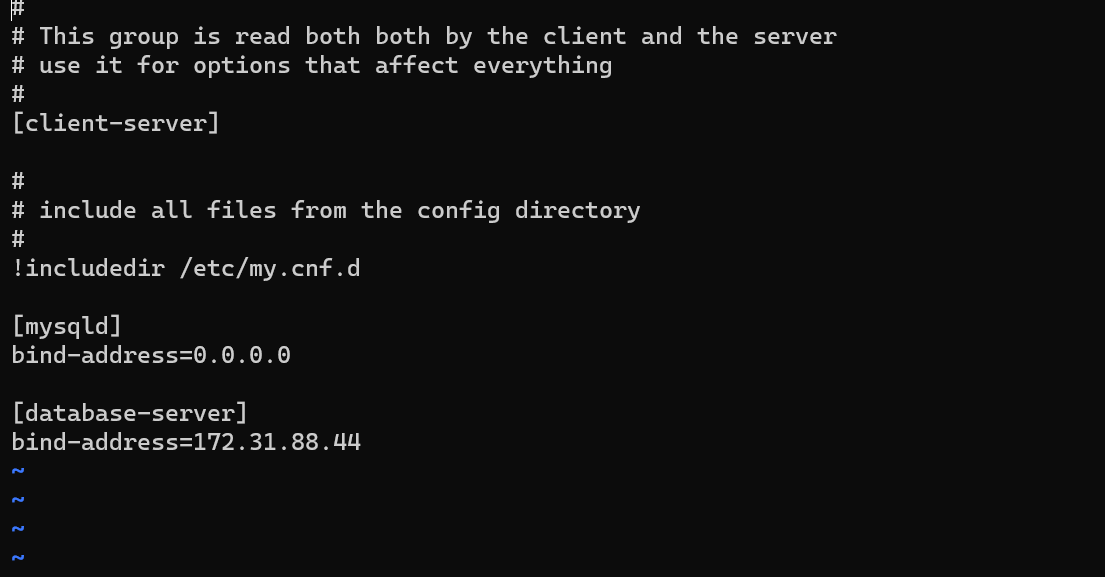 #
# This group is read both both by the client and the server
# use it for options that affect everything
#
[client-server]
#
# include all files from the config directory
#
!includedir /etc/my.cnf.d
[mysqld]
bind-address=0.0.0.0
[database-server]
bind-address=172.31.88.44
~
~
~
~